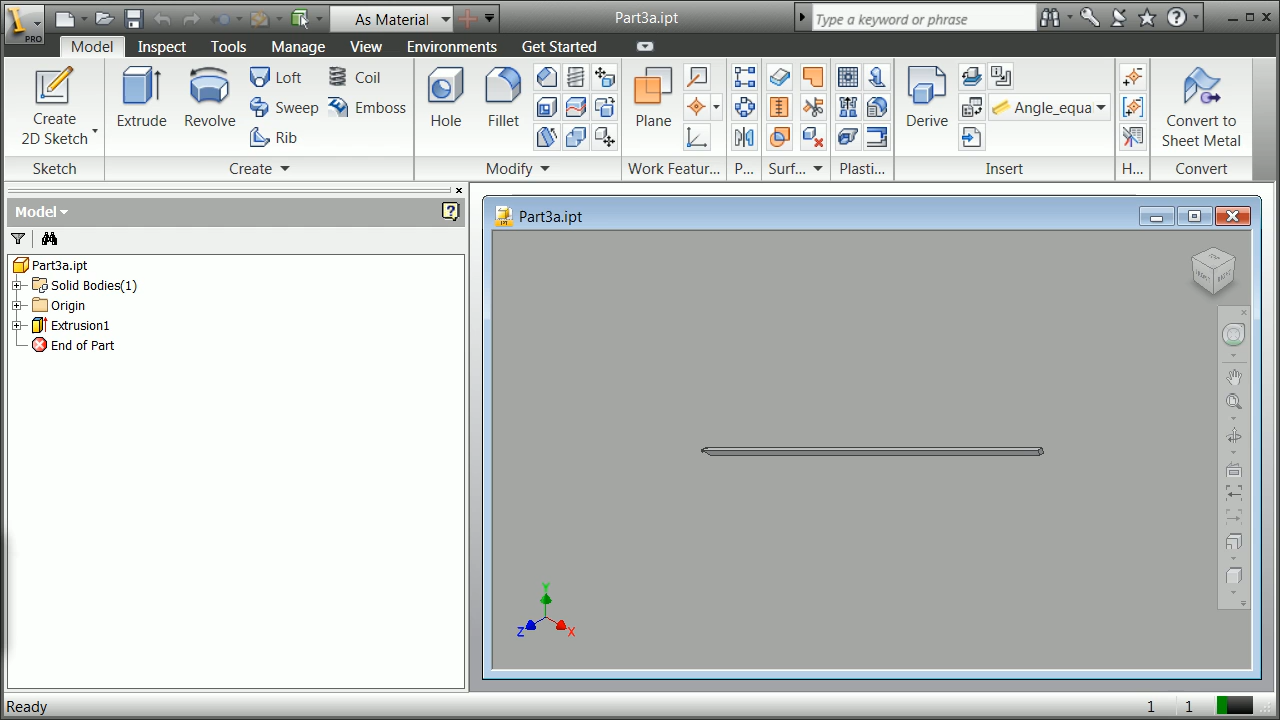 PRO
As Material
Part3a.ipt
Type a keyword or phrase
Model
Inspect
Tools
Manage
View
Environments
Get Started
Create
2D Sketch
Extrude
Revolve
Loft
Sweep
Rib
Coil
Emboss
Hole
Fillet
Plane
Derive
Angle_equa
Convert to
Sheet Metal
Sketch
Create
Modify
Work Featur...
P...
Surf...
Plasti...
Insert
H...
Convert
Model
Part3a.ipt
Solid Bodies(1)
Origin
Extrusion1
End of Part
Part3a.ipt
Y
Z
X
Ready
1
1